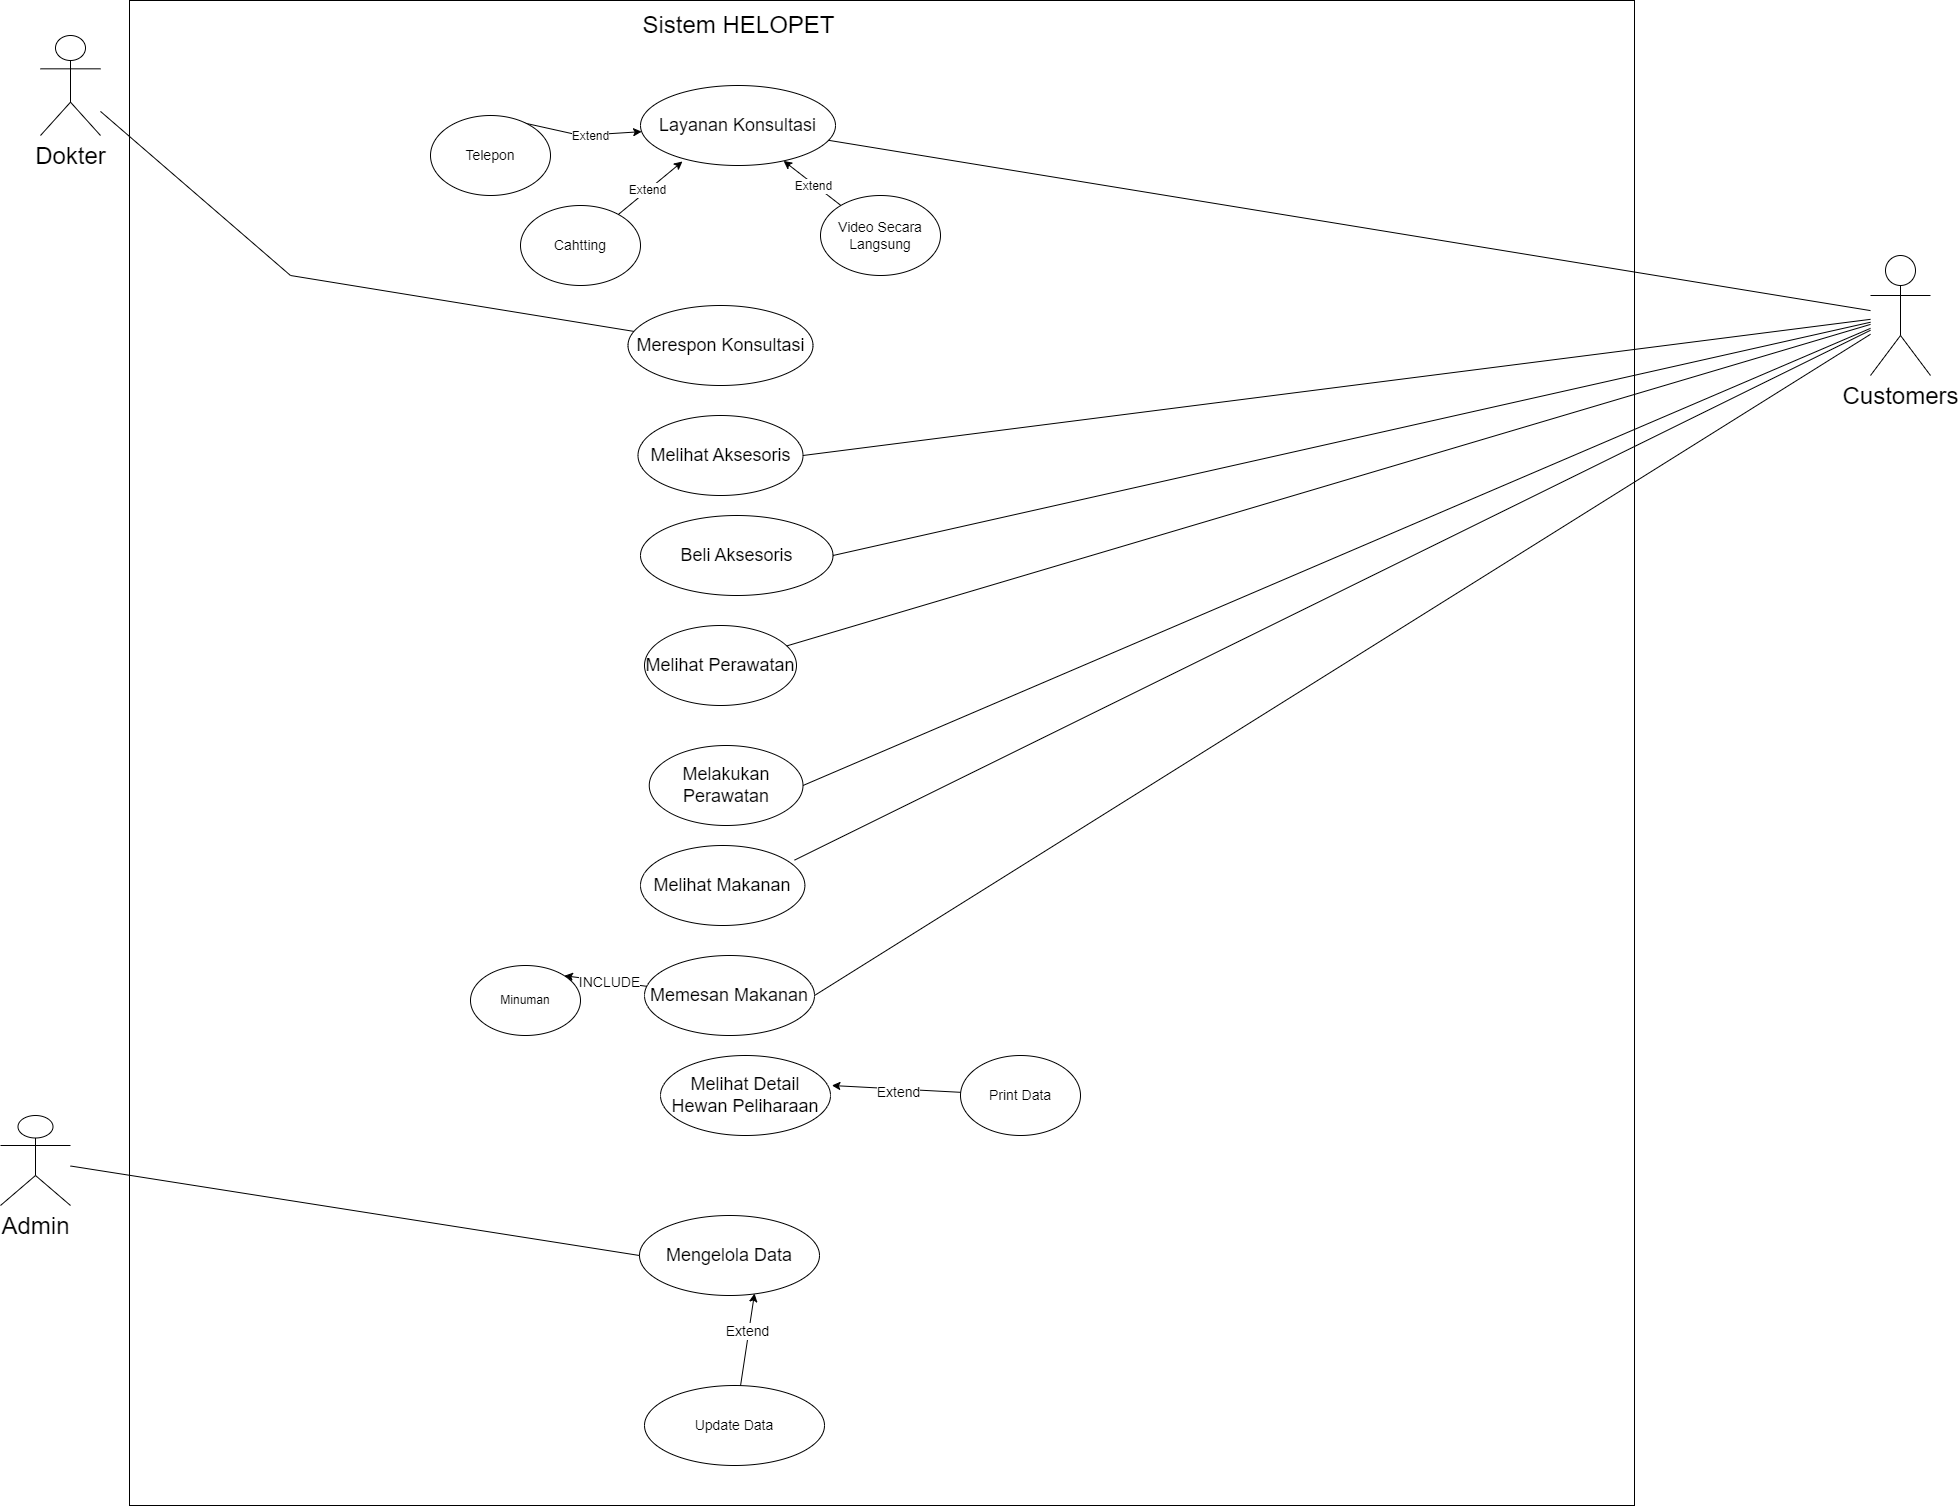 Sistem HELOPET
Dokter
Layanan Konsultasi
Extend
Telepon
Extend
Extend
Cahtting
Video Secara
Langsung
Merespon Konsultasi
Customers
Melihat Aksesoris
Beli Aksesoris
Melihat Perawatan
Melakukan
Perawatan
Melihat Makanan
Minuman
INCLUDE
Memesan Makanan
Melihat Detail
Hewan Peliharaan
Extend
Print Data
Admin
Mengelola Data
Extend
Update Data